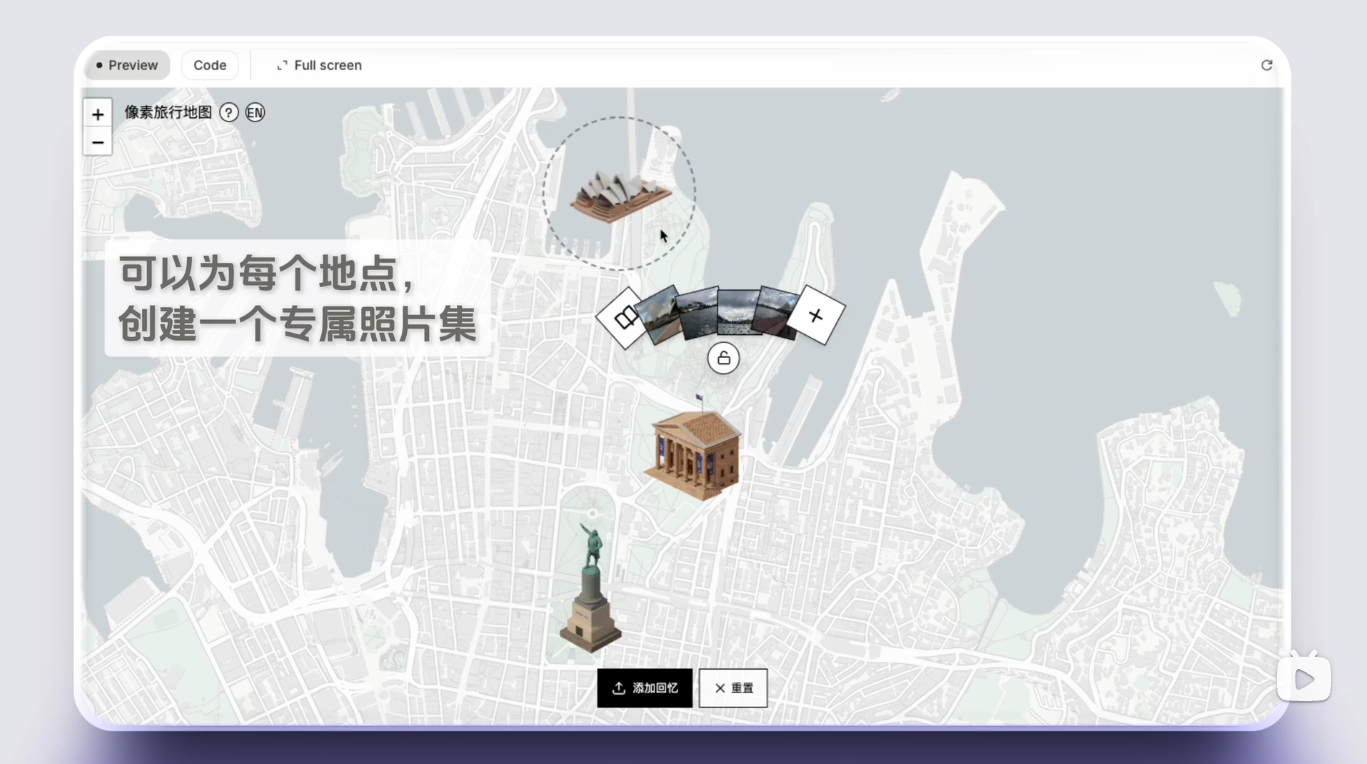 Preview
Code
Full screen
+
像素旅行地图
?
EN
−
可以为每个地点，
创建一个专属照片集
+
添加回忆
重置